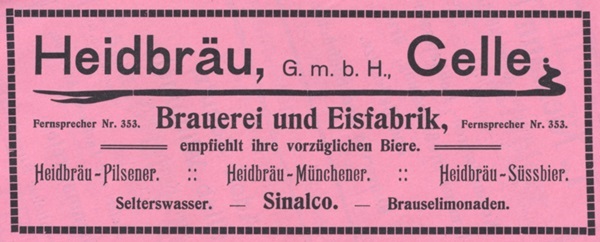 Heidbräu, G. m. b. H., Celle.
Fernsprecher Nr. 353. Brauerei und Eisfabrik, Fernsprecher Nr. 353.
empfiehlt ihre vorzüglichen Biere.
Heidbräu-Pilsener. :: Heidbräu-Münchener. :: Heidbräu-Süssbier.
Selterswasser. — Sinalco. — Brauselimonaden.